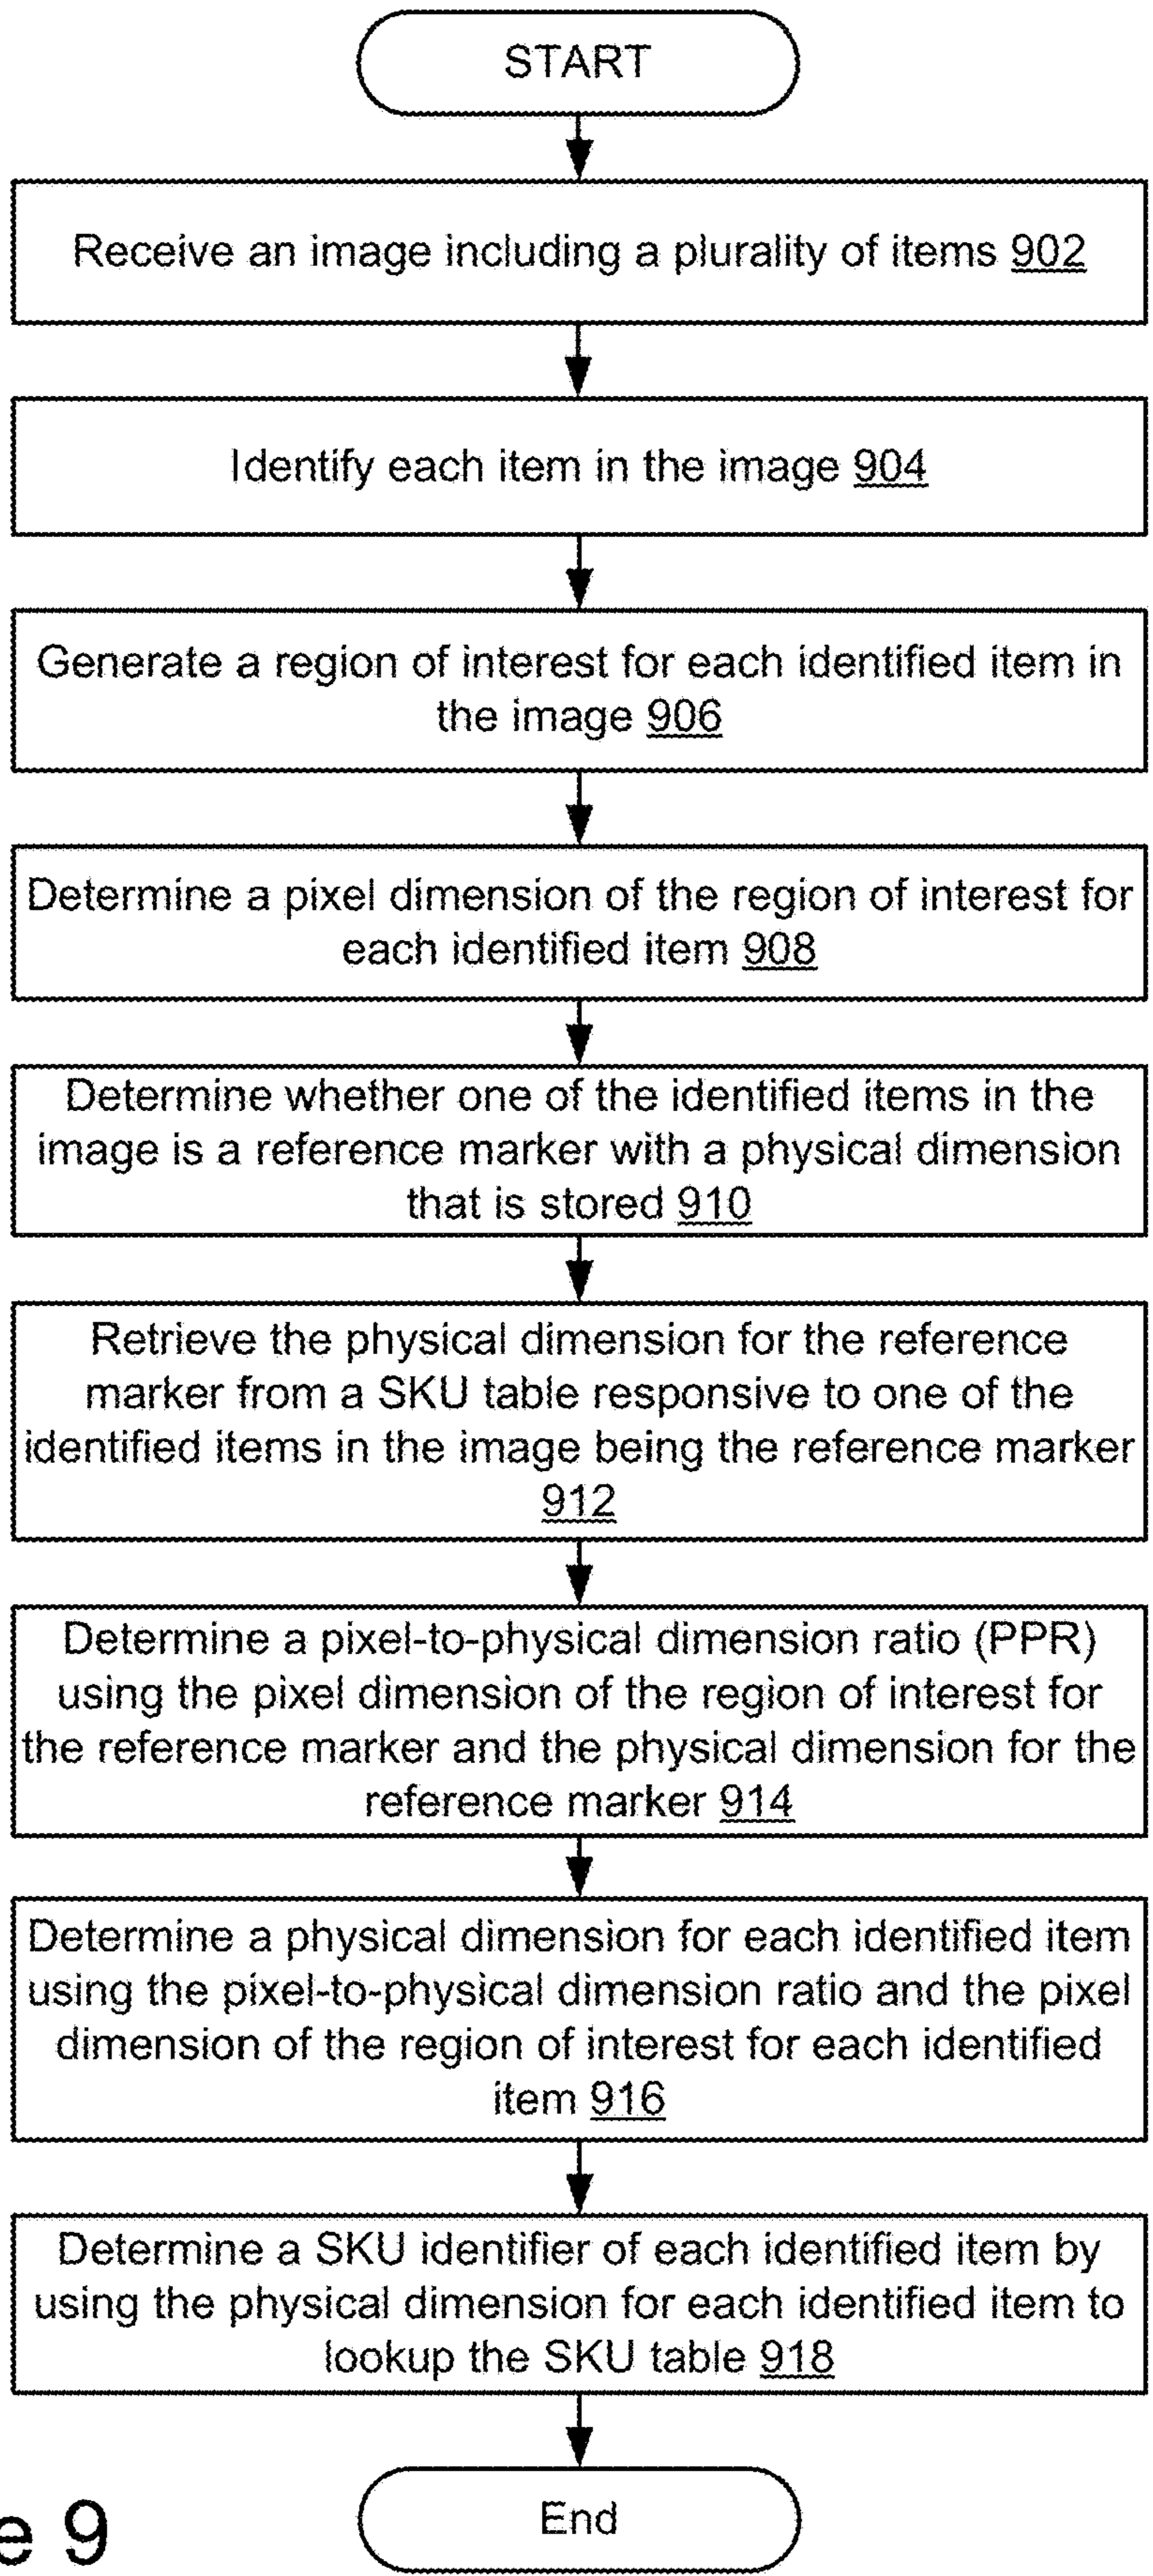 START
Receive an image including a plurality of items 902
Identify each item in the image 904
Generate a region of interest for each identified item in
the image 906
Determine a pixel dimension of the region of interest for
each identified item 908
Determine whether one of the identified items in the
image is a reference marker with a physical dimension
that is stored 910
Retrieve the physical dimension for the reference
marker from a SKU table responsive to one of the
identified items in the image being the reference marker
912
Determine a pixel-to-physical dimension ratio (PPR)
using the pixel dimension of the region of interest for
the reference marker and the physical dimension for the
reference marker 914
Determine a physical dimension for each identified item
using the pixel-to-physical dimension ratio and the pixel
dimension of the region of interest for each identified
item 916
Determine a SKU identifier of each identified item by
using the physical dimension for each identified item to
lookup the SKU table 918
End
e 9